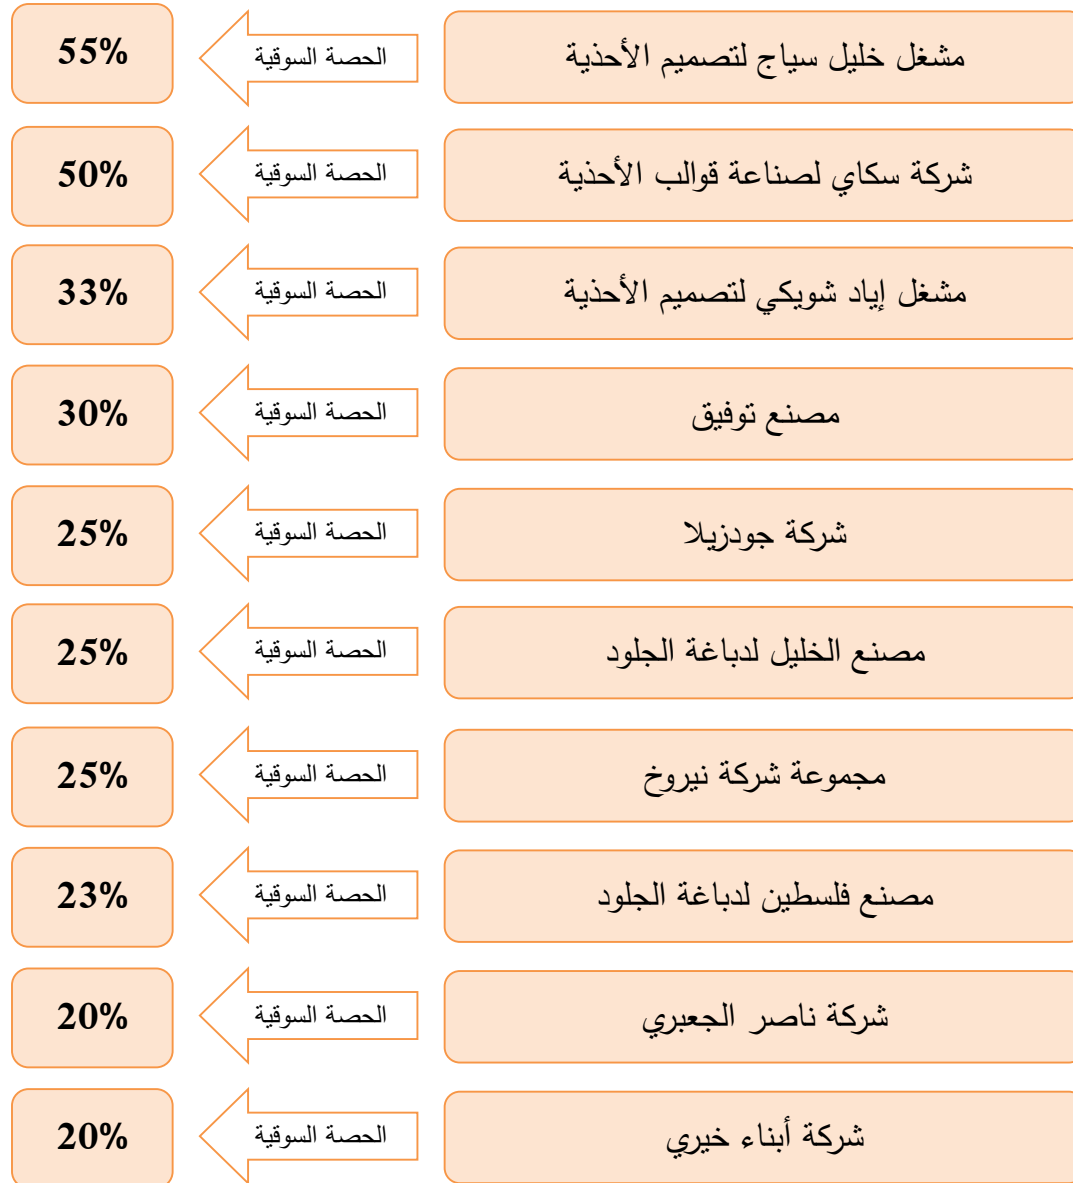 مشغل خليل سياج لتصميم الأحذية
الحصة السوقية
55%
شركة سكاي لصناعة قوالب الأحذية
الحصة السوقية
50%
مشغل إياد شويكي لتصميم الأحذية
الحصة السوقية
33%
مصنع توفيق
الحصة السوقية
30%
شركة جودزيلا
الحصة السوقية
25%
مصنع الخليل لدباغة الجلود
الحصة السوقية
25%
مجموعة شركة نيروخ
الحصة السوقية
25%
مصنع فلسطين لدباغة الجلود
الحصة السوقية
23%
شركة ناصر الجعبري
الحصة السوقية
20%
شركة أبناء خيري
الحصة السوقية
20%